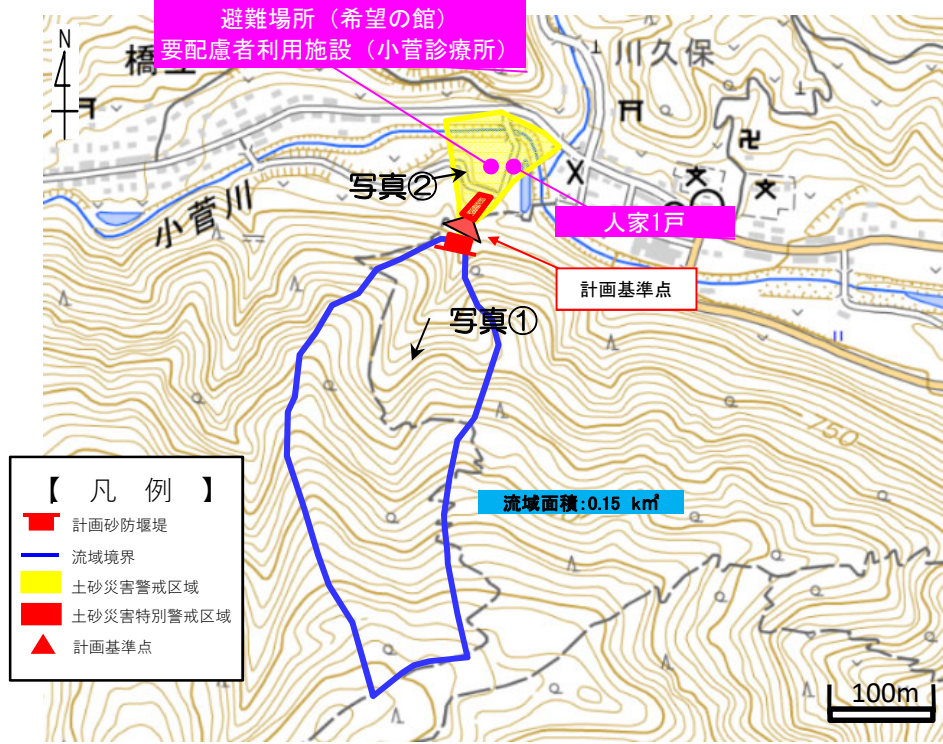 避難場所（希望の館）
要配慮者利用施設（小菅診療所）
N
橋立
川久保
写真②
小菅川
人家1戸
計画基準点
写真①
750
【 凡 例 】
計画砂防堰堤
流域境界
土砂災害警戒区域
土砂災害特別警戒区域
計画基準点
流域面積:0.15 k㎡
100m